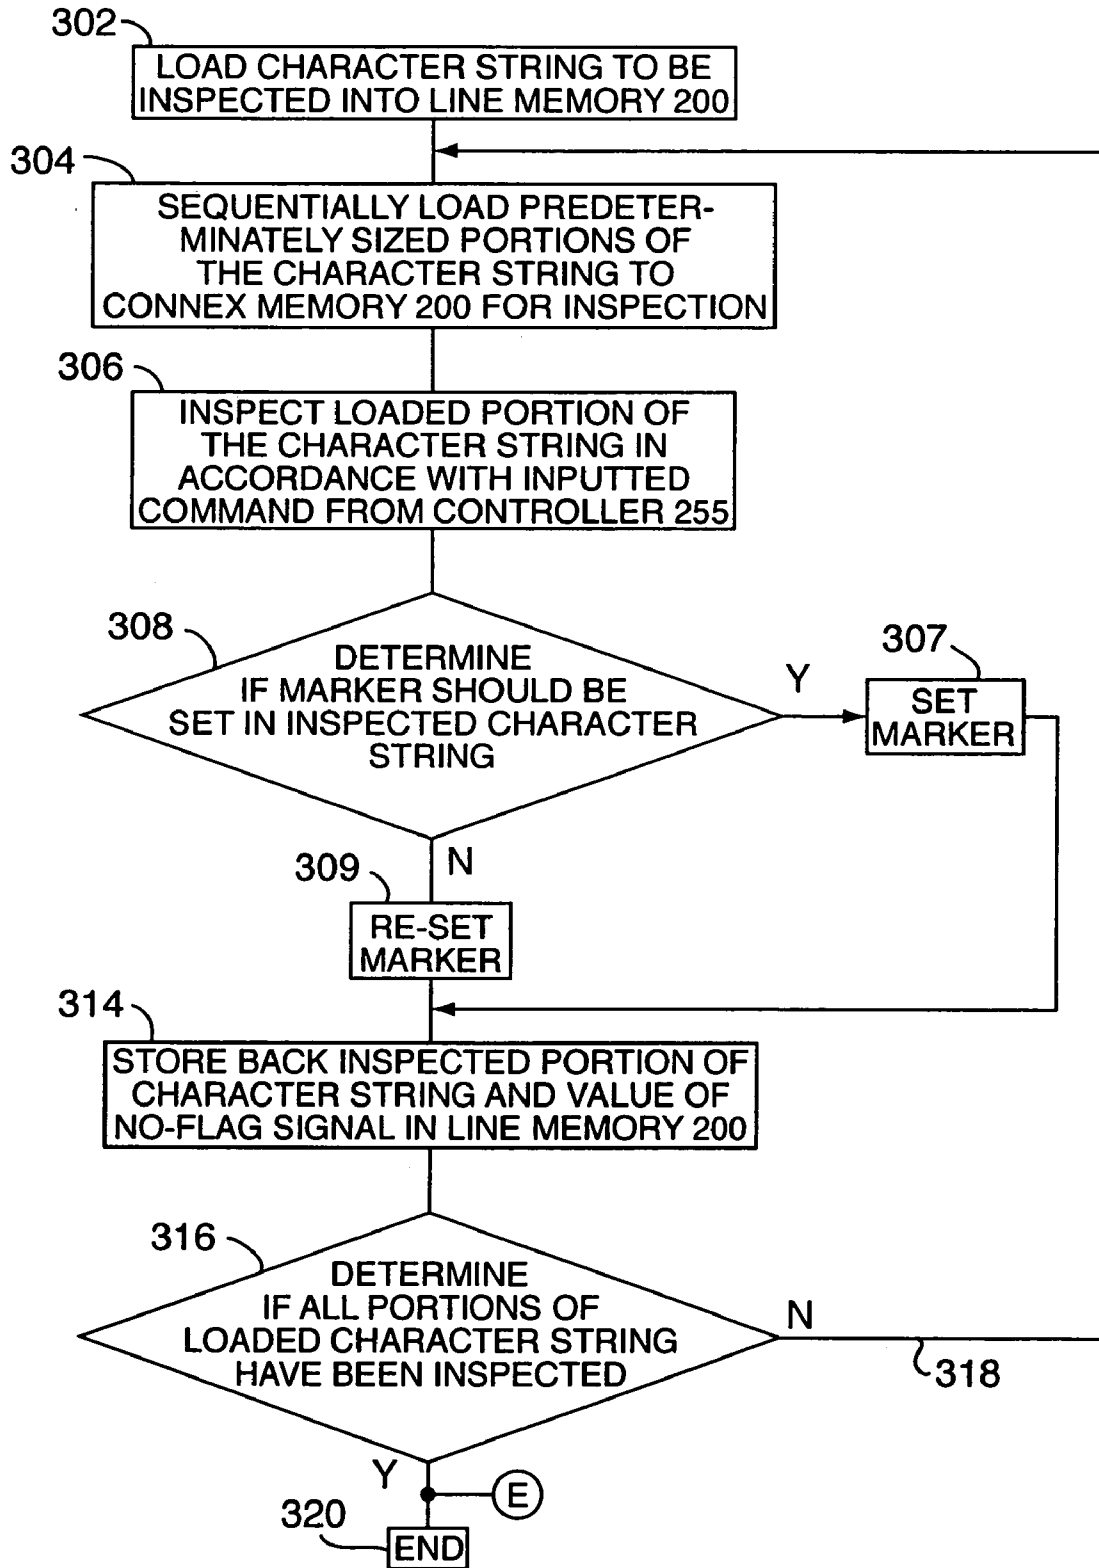 302
LOAD CHARACTER STRING TO BE
INSPECTED INTO LINE MEMORY 200
304
SEQUENTIALLY LOAD PREDETER-
MINATELY SIZED PORTIONS OF
THE CHARACTER STRING TO
CONNEX MEMORY 200 FOR INSPECTION
306
INSPECT LOADED PORTION OF
THE CHARACTER STRING IN
ACCORDANCE WITH INPUTTED
COMMAND FROM CONTROLLER 255
308
DETERMINE
IF MARKER SHOULD BE
SET IN INSPECTED CHARACTER
STRING
Y
307
SET
MARKER
N
309
RE-SET
MARKER
314
STORE BACK INSPECTED PORTION OF
CHARACTER STRING AND VALUE OF
NO-FLAG SIGNAL IN LINE MEMORY 200
316
DETERMINE
IF ALL PORTIONS OF
LOADED CHARACTER STRING
HAVE BEEN INSPECTED
N
318
Y
E
320
END